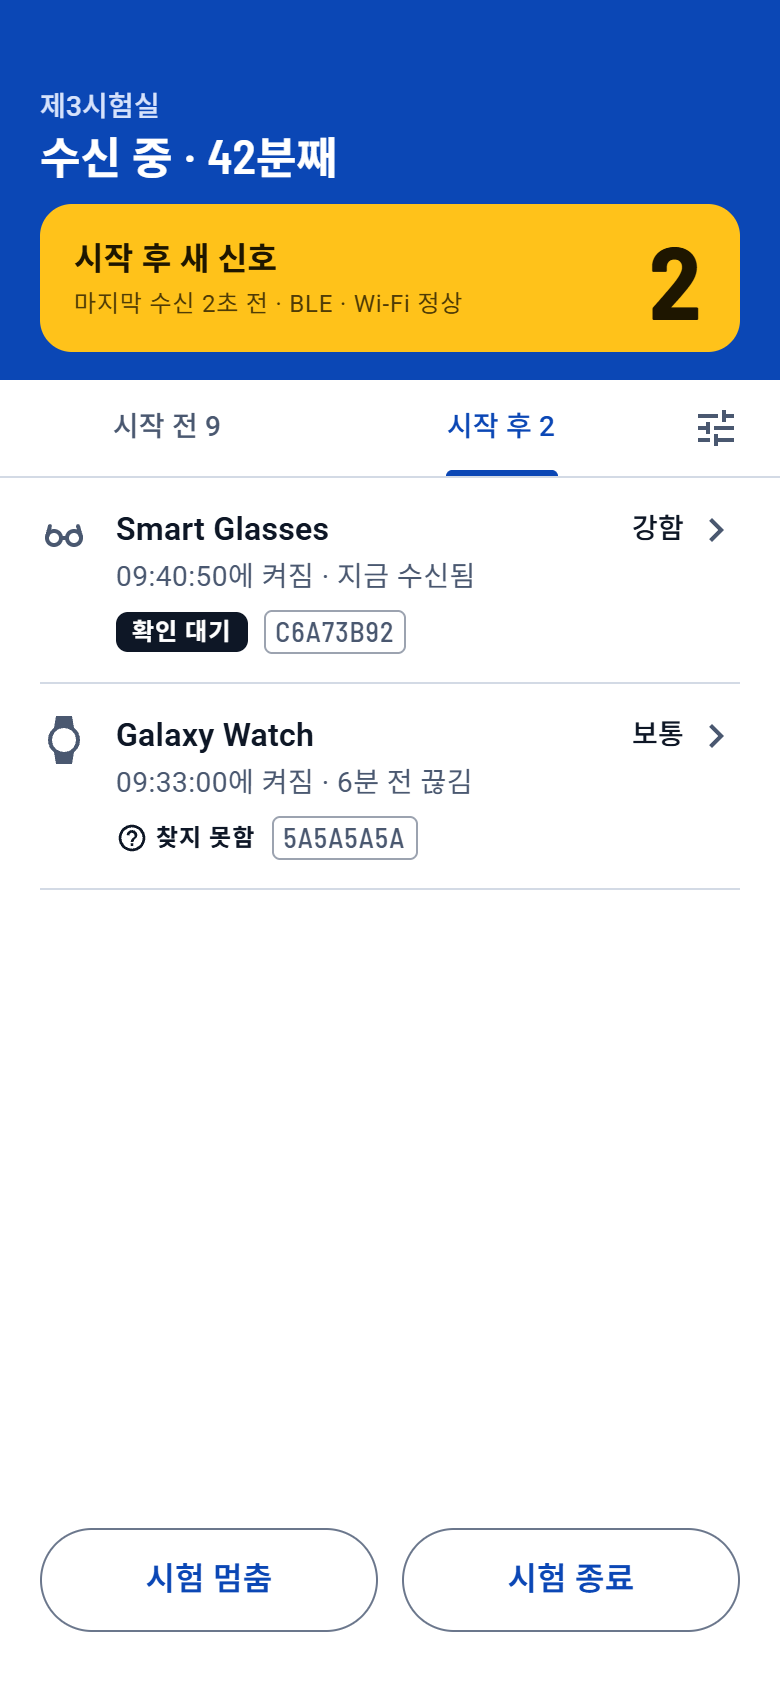 제3시험실
수신 중 · 42분째
시작 후 새 신호
마지막 수신 2초 전 · BLE · Wi-Fi 정상
2
시작 전 9
시작 후 2
Smart Glasses
강함
09:40:50에 켜짐 · 지금 수신됨
확인 대기
C6A73B92
Galaxy Watch
보통
09:33:00에 켜짐 · 6분 전 끊김
찾지 못함
5A5A5A5A
시험 멈춤
시험 종료